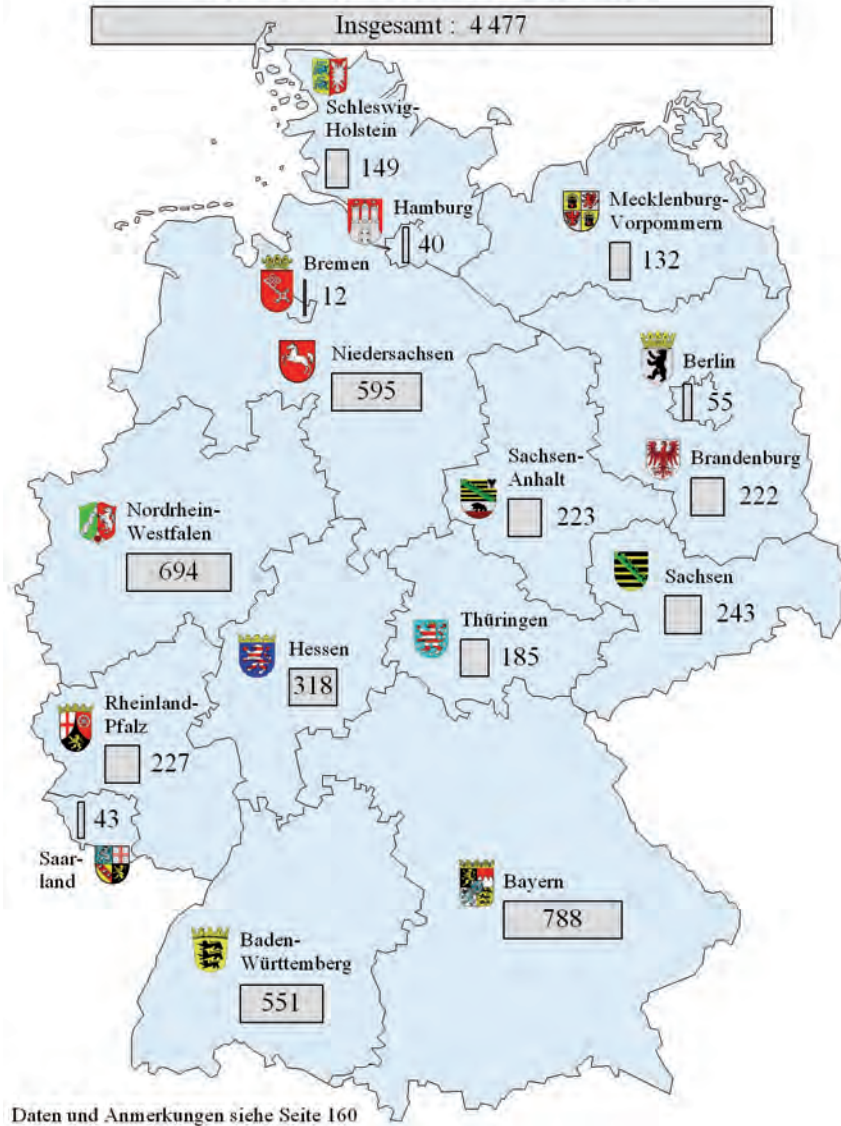 Insgesamt : 4 477
Schleswig-
Holstein
149
Hamburg
40
Mecklenburg-
Vorpommern
132
Bremen
12
Niedersachsen
595
Berlin
55
Brandenburg
222
Sachsen-
Anhalt
223
Nordrhein-
Westfalen
694
Sachsen
243
Thüringen
185
Hessen
318
Rheinland-
Pfalz
227
43
Saar-
land
Bayern
788
Baden-
Württemberg
551
Daten und Anmerkungen siehe Seite 160